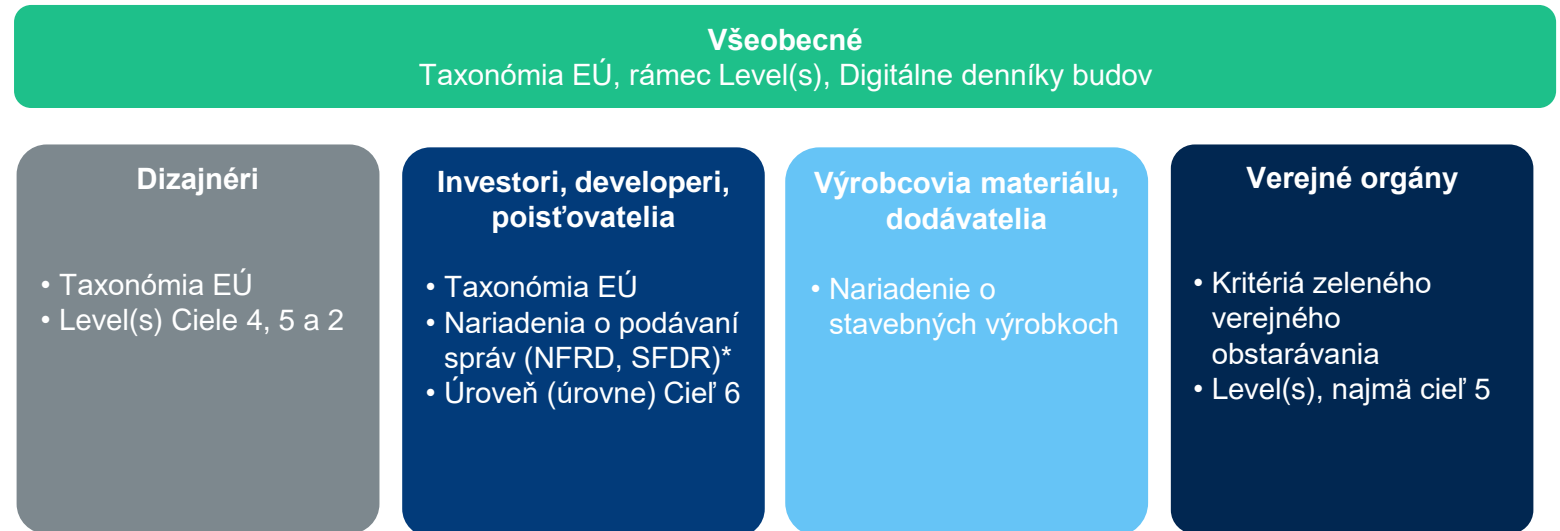 Všeobecné
Taxonómia EÚ, rámec Level(s), Digitálne denníky budov
Dizajnéri
• Taxonómia EÚ
• Level(s) Ciele 4, 5 a 2
Investori, developeri,
poisťovatelia
• Taxonómia EÚ
• Nariadenia o podávaní
správ (NFRD, SFDR)*
• Úroveň (úrovne) Cieľ 6
Výrobcovia materiálu,
dodávatelia
• Nariadenie o
stavebných výrobkoch
Verejné orgány
• Kritériá zeleného
verejného
obstarávania
• Level(s), najmä cieľ 5